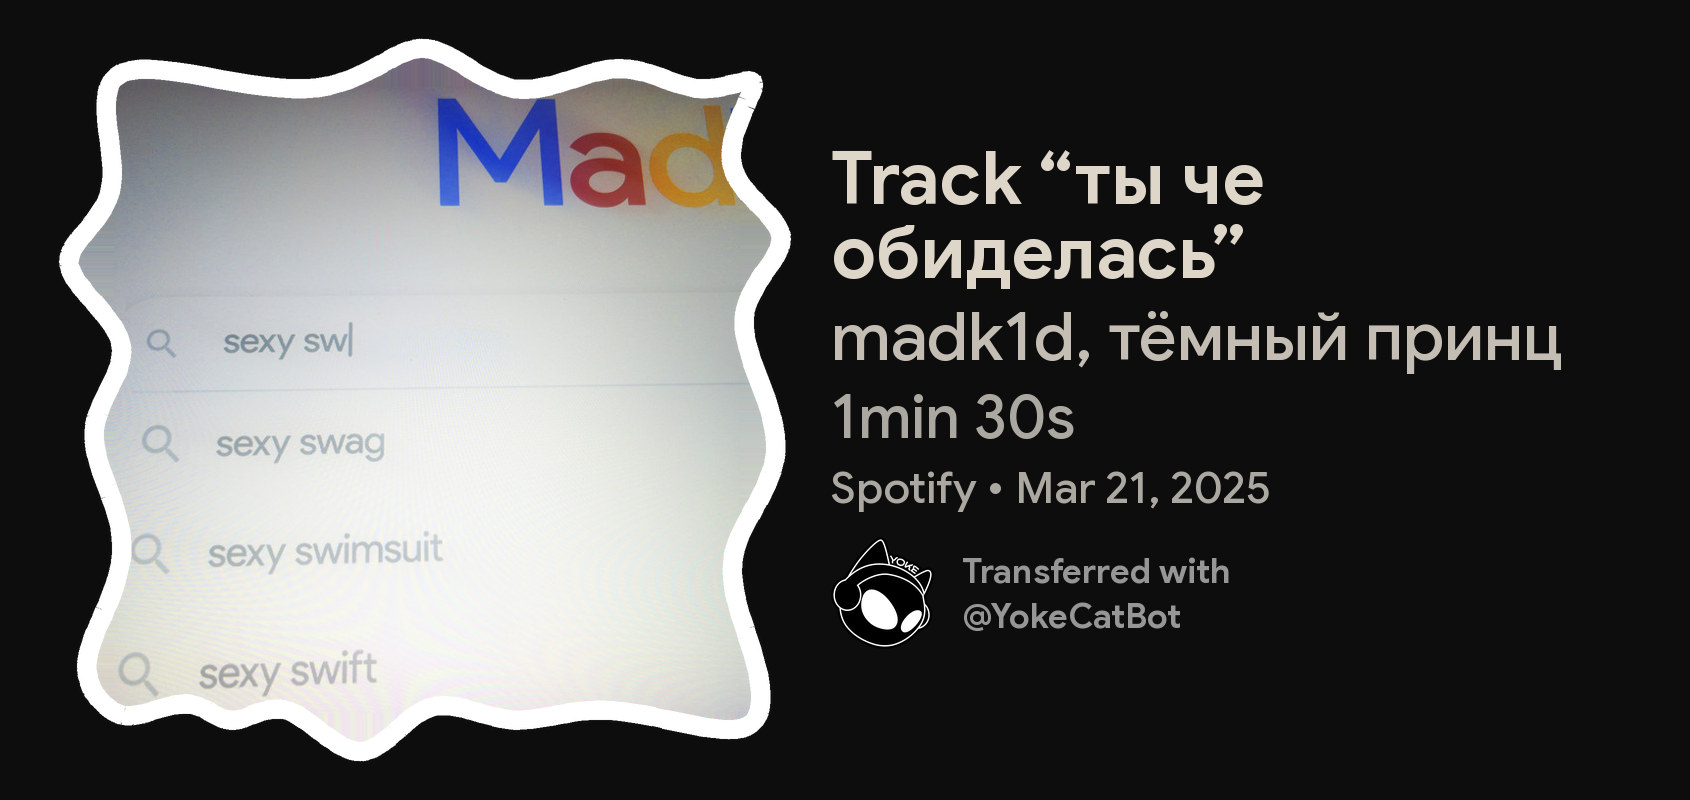 Mad
sexy sw
sexy swag
sexy swimsuit
sexy swift
Track “ты че
обиделась”
madk1d, тёмный принц
1min 30s
Spotify • Mar 21, 2025
YOKE
Transferred with
@YokeCatBot